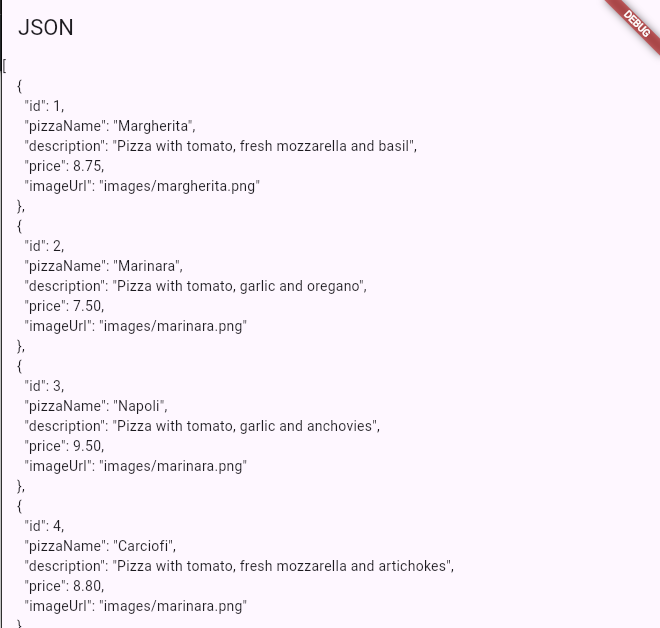 JSON
DEBUG
[
{
"id": 1,
"pizzaName": "Margherita",
"description": "Pizza with tomato, fresh mozzarella and basil",
"price": 8.75,
"imageUrl": "images/margherita.png"
},
{
"id": 2,
"pizzaName": "Marinara",
"description": "Pizza with tomato, garlic and oregano",
"price": 7.50,
"imageUrl": "images/marinara.png"
},
{
"id": 3,
"pizzaName": "Napoli",
"description": "Pizza with tomato, garlic and anchovies",
"price": 9.50,
"imageUrl": "images/marinara.png"
},
{
"id": 4,
"pizzaName": "Carciofi",
"description": "Pizza with tomato, fresh mozzarella and artichokes",
"price": 8.80,
"imageUrl": "images/marinara.png"
}